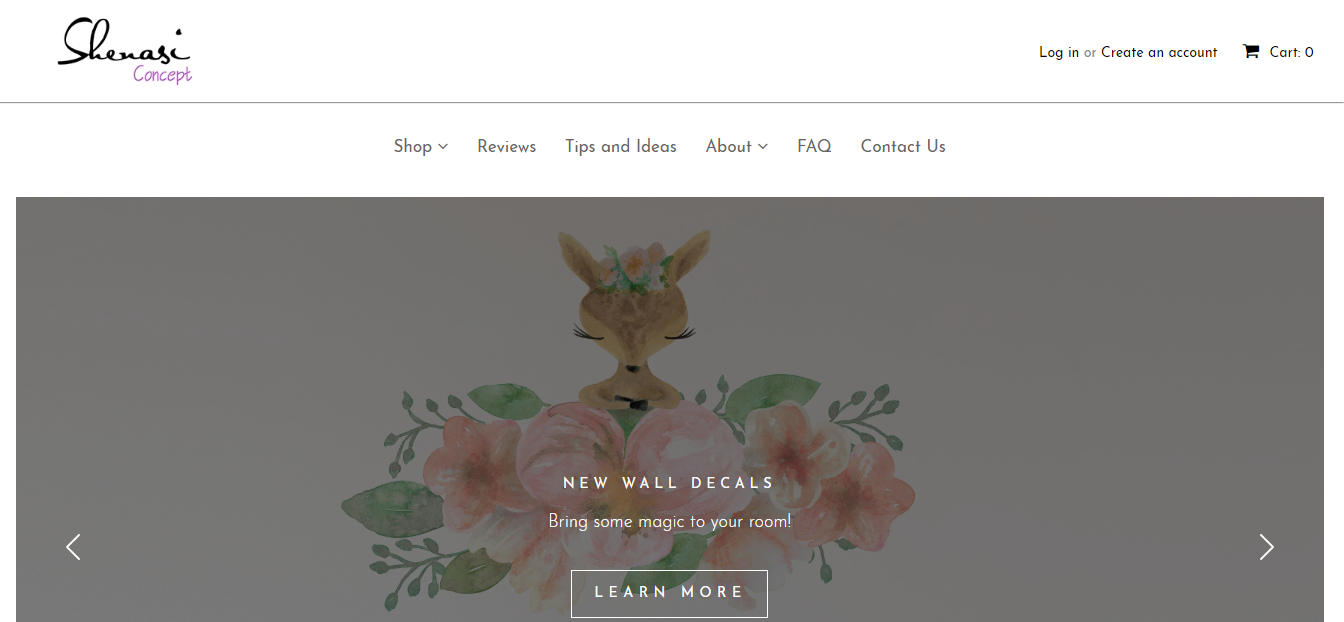 Shenasi
Concept
Log in or Create an account
Cart: 0
Shop
Reviews
Tips and Ideas
About
FAQ
Contact Us
NEW WALL DECALS
Bring some magic to your room!
LEARN MORE